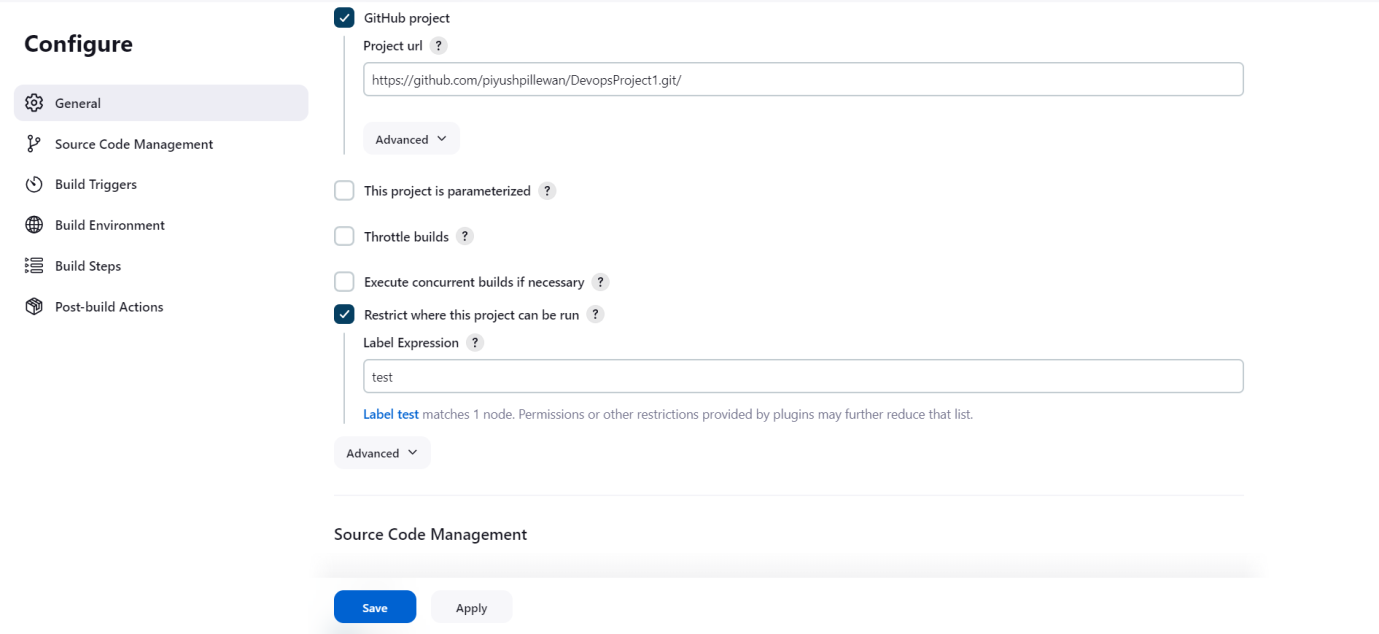 Configure
General
Source Code Management
Build Triggers
Build Environment
Build Steps
Post-build Actions
GitHub project
Project url ?
https://github.com/piyushpillewan/DevopsProject1.git/
Advanced
This project is parameterized ?
Throttle builds ?
Execute concurrent builds if necessary ?
Restrict where this project can be run ?
Label Expression ?
test
Label test matches 1 node. Permissions or other restrictions provided by plugins may further reduce that list.
Advanced
Source Code Management
Save Apply